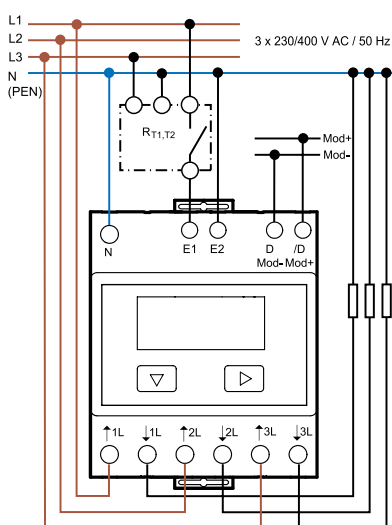 L1
L2
3 x 230/400 V AC / 50 Hz
L3
N
(PEN)
RT1,T2
Mod+
Mod-
N
E1
E2
D
/D
Mod-
Mod+
↑1L
↓1L
↑2L
↓2L
↑3L
↓3L